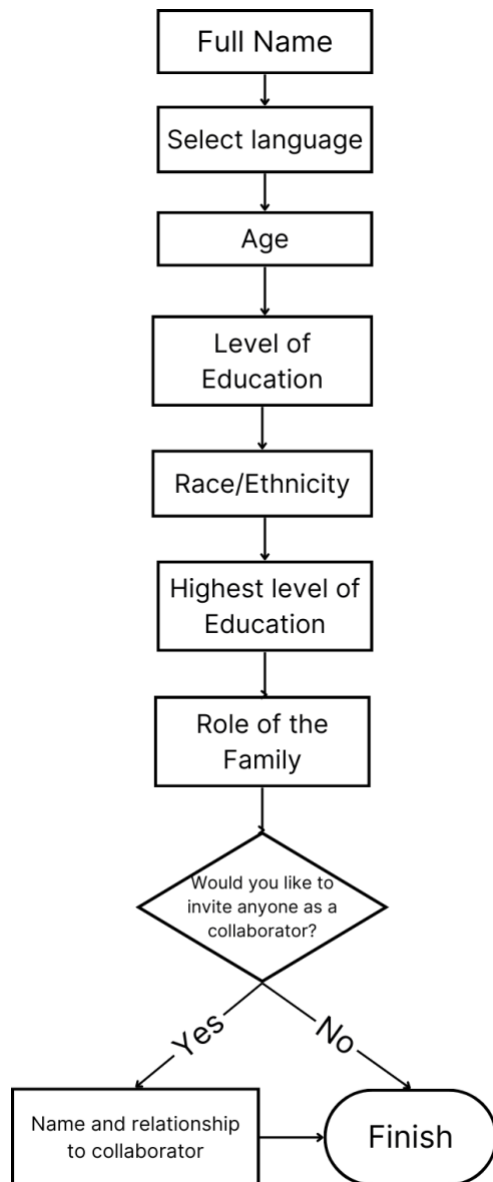 Full Name
Select language
Age
Level of
Education
Race/Ethnicity
Highest level of
Education
Role of the
Family
Would you like to
invite anyone as a
collaborator?
Yes
No
Name and relationship
to collaborator
Finish